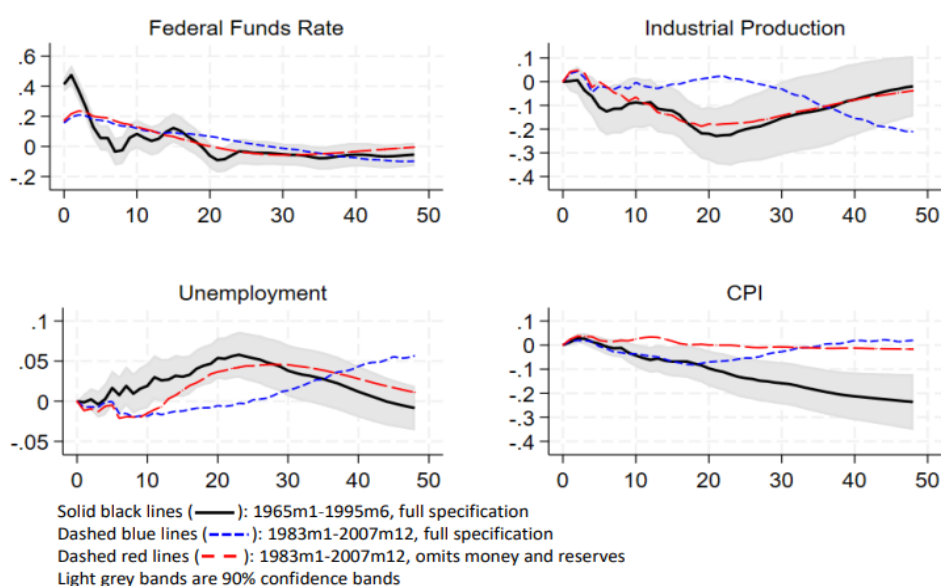 Federal Funds Rate
.6
.4
.2
0
-.2
0 10 20 30 40 50
Industrial Production
.1
0
-.1
-.2
-.3
-.4
0 10 20 30 40 50
Unemployment
.1
.05
0
-.05
0 10 20 30 40 50
CPI
.1
0
-.1
-.2
-.3
-.4
0 10 20 30 40 50
Solid black lines (): 1965m1-1995m6, full specification
Dashed blue lines (): 1983m1-2007m12, full specification
Dashed red lines (): 1983m1-2007m12, omits money and reserves
Light grey bands are 90% confidence bands